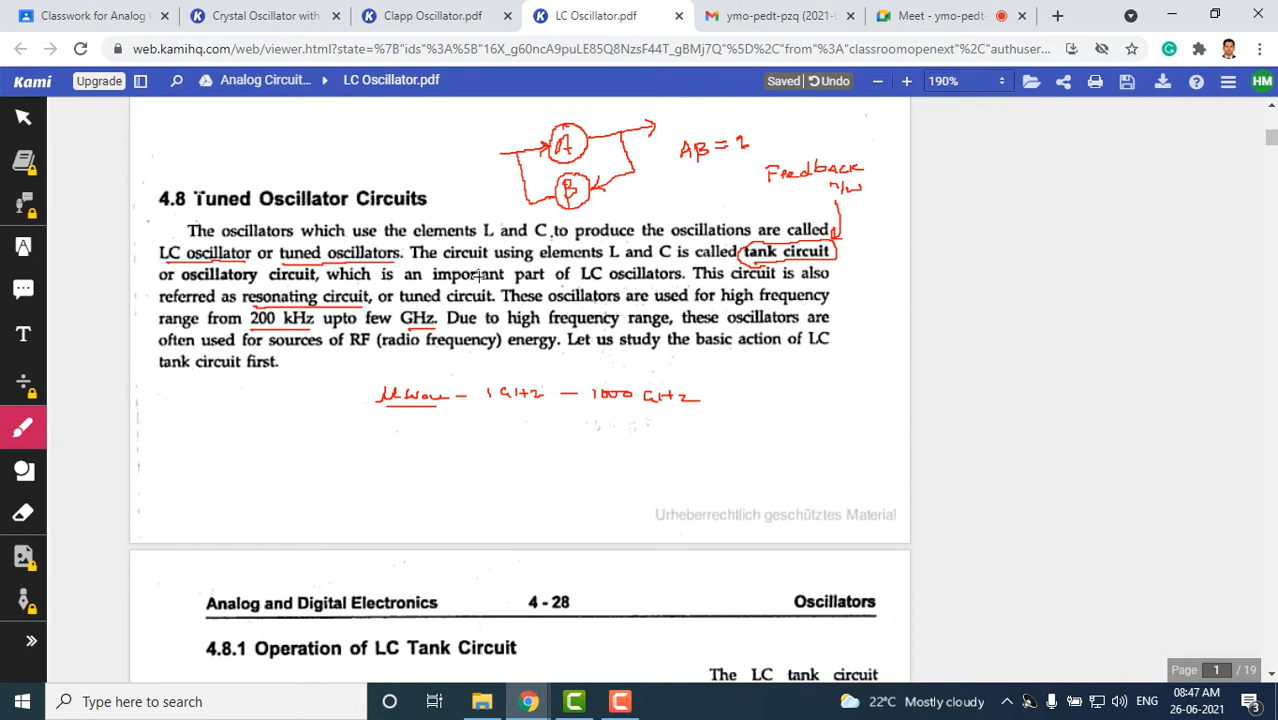 Classwork for Analog
Crystal Oscillator with
Clapp Oscillator.pdf
LC Oscillator.pdf
ymo-pedt-pzq (2021-0
Meet - ymo-pedt-
web.kamihq.com/web/viewer.html?state=%7B"ids"%3A%5B"16X_g60ncA9puLE85Q8NzsF44T_gBMj7Q"%5D%2C"from"%3A"classroomopenext"%2C"authuser
Kami Upgrade Analog Circuit... LC Oscillator.pdf Saved Undo 190% HM
A
Aβ = 1
β
Feedback
n/w
4.8 Tuned Oscillator Circuits
The oscillators which use the elements L and C to produce the oscillations are called
LC oscillator or tuned oscillators. The circuit using elements L and C is called tank circuit
or oscillatory circuit, which is an important part of LC oscillators. This circuit is also
referred as resonating circuit, or tuned circuit. These oscillators are used for high frequency
range from 200 kHz upto few GHz. Due to high frequency range, these oscillators are
often used for sources of RF (radio frequency) energy. Let us study the basic action of LC
tank circuit first.
1 GHz — 1000 GHz
Urheberrechtlich geschütztes Material
Analog and Digital Electronics 4 - 28 Oscillators
4.8.1 Operation of LC Tank Circuit
The LC tank circuit
Page 1 / 19
Type here to search
22°C Mostly cloudy
ENG
08:47 AM
26-06-2021
3